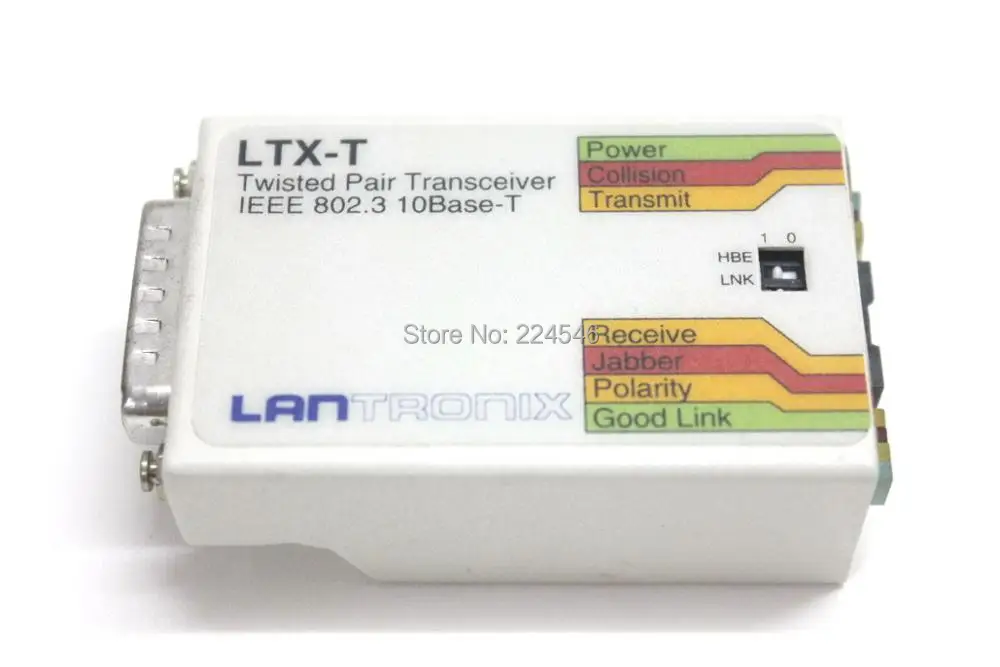 LTX-T
Twisted Pair Transceiver
IEEE 802.3 10Base-T
Power
Collision
Transmit
1 0
HBE
LNK
Store No: 224546
Receive
Jabber
Polarity
Good Link
LANTRONIX